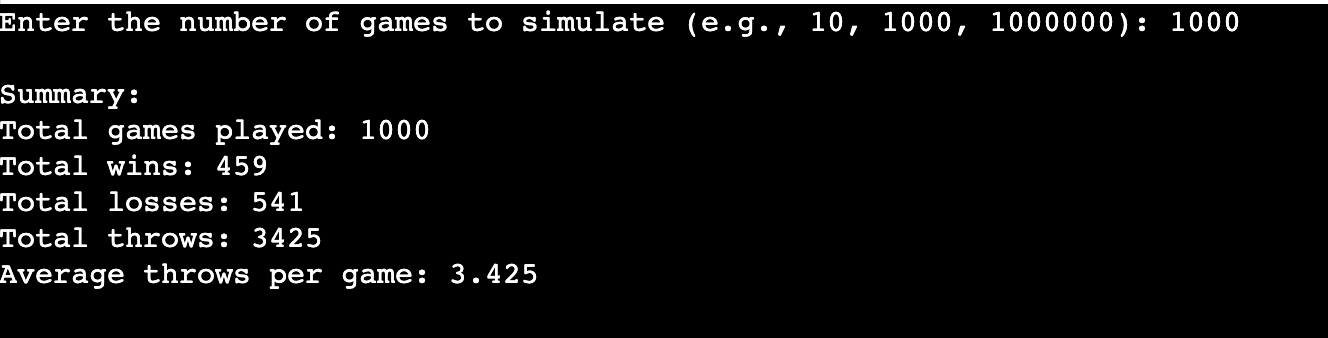 Enter the number of games to simulate (e.g., 10, 1000, 1000000): 1000
Summary:
Total games played: 1000
Total wins: 459
Total losses: 541
Total throws: 3425
Average throws per game: 3.425